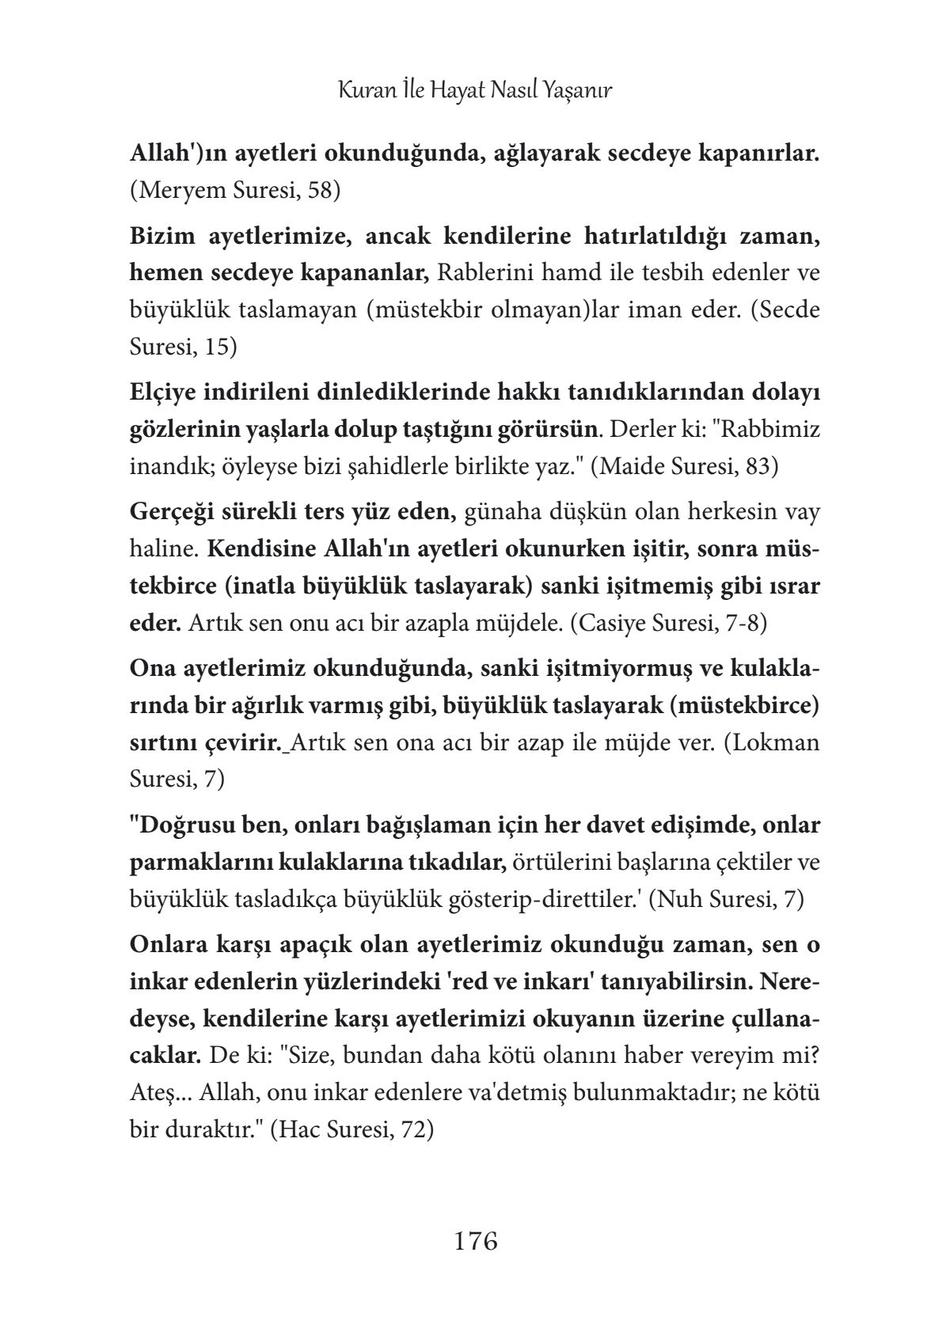 Kuran İle Hayat Nasıl Yaşanır
Allah')ın ayetleri okunduğunda, ağlayarak secdeye kapanırlar.
(Meryem Suresi, 58)
Bizim ayetlerimize, ancak kendilerine hatırlatıldığı zaman,
hemen secdeye kapananlar, Rablerini hamd ile tesbih edenler ve
büyüklük taslamayan (müstekbir olmayan)lar iman eder. (Secde
Suresi, 15)
Elçiye indirileni dinlediklerinde hakkı tanıdıklarından dolayı
gözlerinin yaşlarla dolup taştığını görürsün. Derler ki: "Rabbimiz
inandık; öyleyse bizi şahidlerle birlikte yaz." (Maide Suresi, 83)
Gerçeği sürekli ters yüz eden, günaha düşkün olan herkesin vay
haline. Kendisine Allah'ın ayetleri okunurken işitir, sonra müs-
tekbirce (inatla büyüklük taslayarak) sanki işitmemiş gibi ısrar
eder. Artık sen onu acı bir azapla müjdele. (Casiye Suresi, 7-8)
Ona ayetlerimiz okunduğunda, sanki işitmiyormuş ve kulakla-
rında bir ağırlık varmış gibi, büyüklük taslayarak (müstekbirce)
sırtını çevirir._Artık sen ona acı bir azap ile müjde ver. (Lokman
Suresi, 7)
"Doğrusu ben, onları bağışlaman için her davet edişimde, onlar
parmaklarını kulaklarına tıkadılar, örtülerini başlarına çektiler ve
büyüklük tasladıkça büyüklük gösterip-direttiler.' (Nuh Suresi, 7)
Onlara karşı apaçık olan ayetlerimiz okunduğu zaman, sen o
inkar edenlerin yüzlerindeki 'red ve inkarı' tanıyabilirsin. Nere-
deyse, kendilerine karşı ayetlerimizi okuyanın üzerine çullana-
caklar. De ki: "Size, bundan daha kötü olanını haber vereyim mi?
Ateş... Allah, onu inkar edenlere va'detmiş bulunmaktadır; ne kötü
bir duraktır." (Hac Suresi, 72)
176